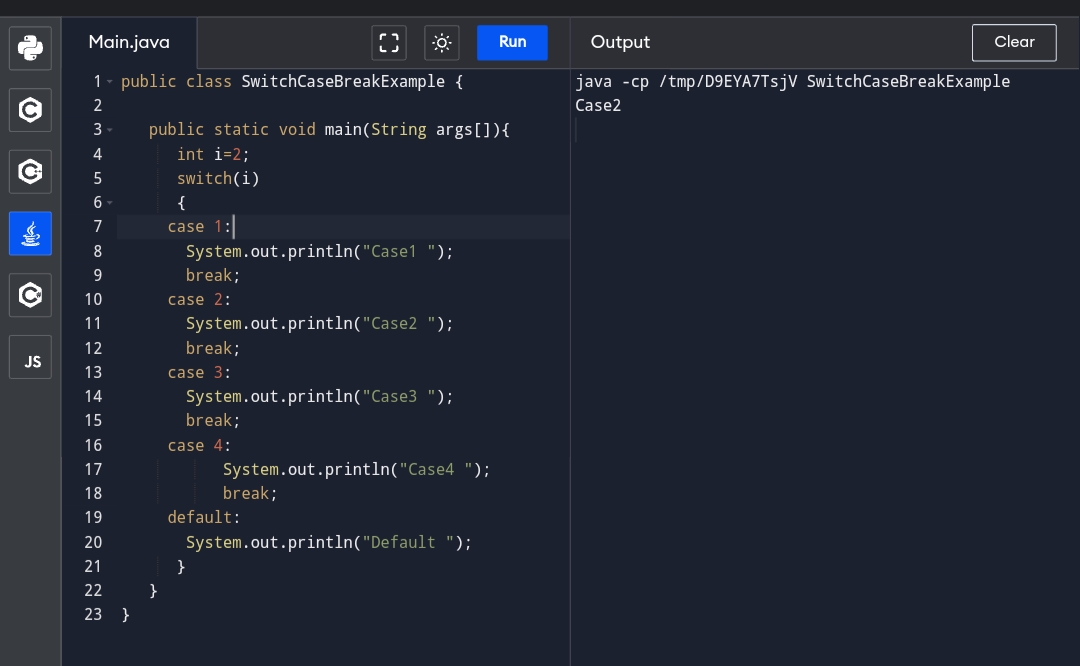 Main.java
Run
Output
Clear
1 public class SwitchCaseBreakExample {
2
3 public static void main(String args[]){
4 int i=2;
5 switch(i)
6 {
7 case 1:
8 System.out.println("Case1 ");
9 break;
10 case 2:
11 System.out.println("Case2 ");
12 break;
13 case 3:
14 System.out.println("Case3 ");
15 break;
16 case 4:
17 System.out.println("Case4 ");
18 break;
19 default:
20 System.out.println("Default ");
21 }
22 }
23 }
java -cp /tmp/D9EYA7TsjV SwitchCaseBreakExample
Case2
JS